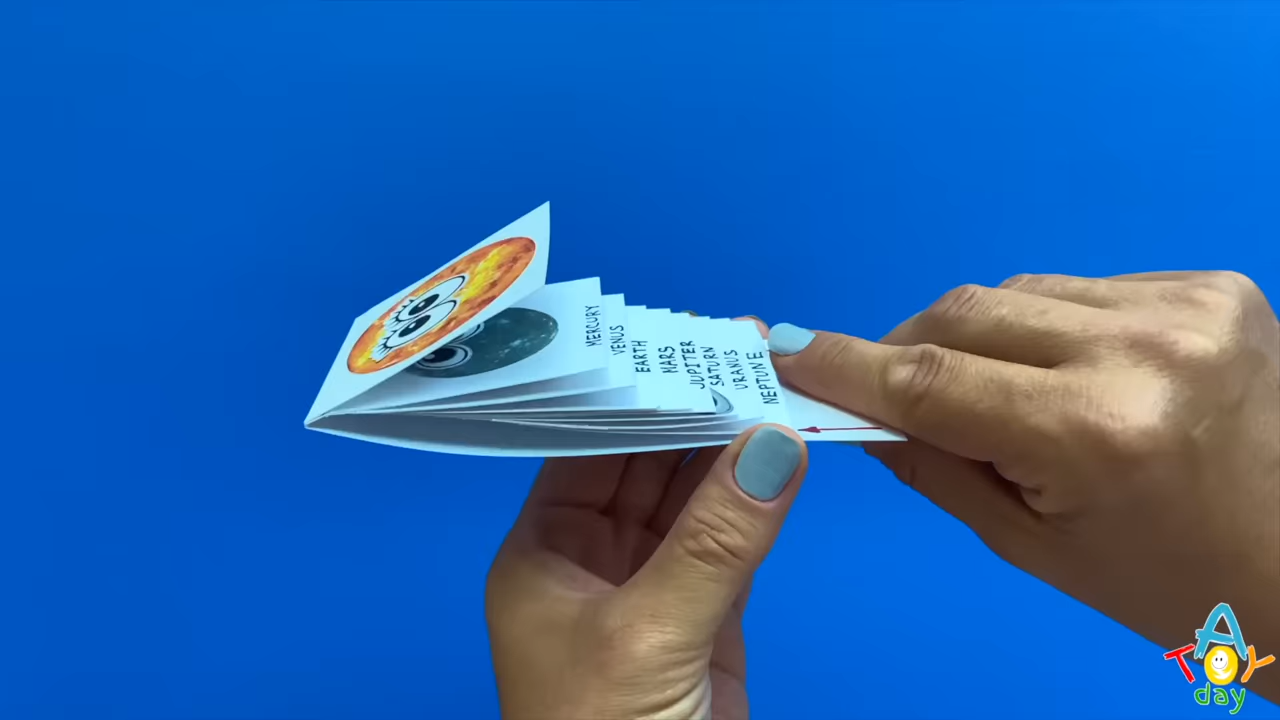 MERCURY
VENUS
EARTH
MARS
JUPITER
SATURN
URANUS
NEPTUNE
A
TOY
day